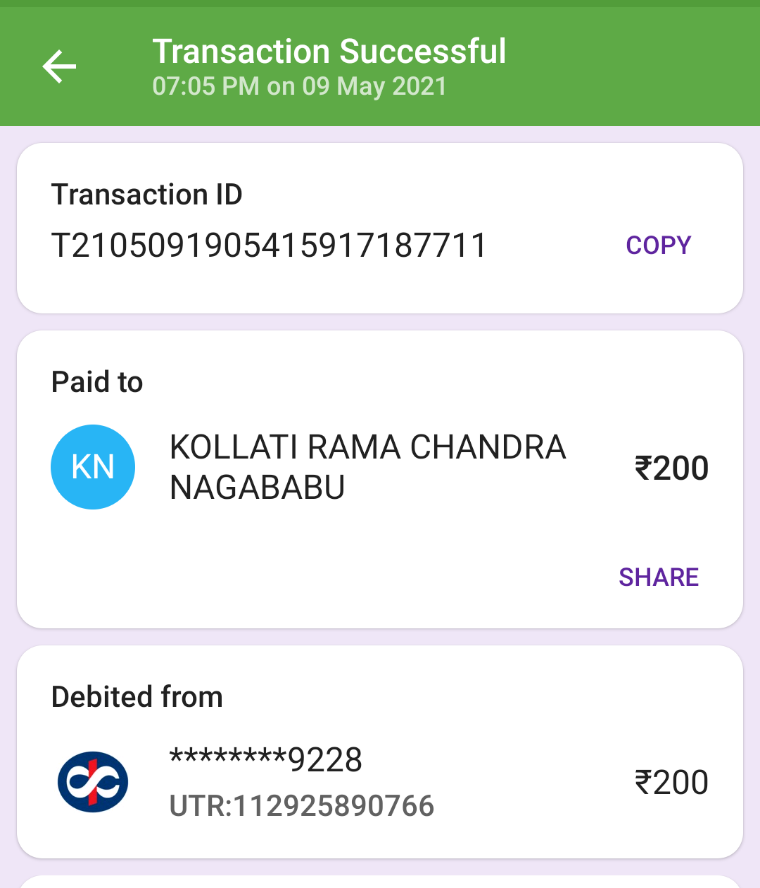 Transaction Successful
07:05 PM on 09 May 2021
Transaction ID
T2105091905415917187711
COPY
Paid to
KN
KOLLATI RAMA CHANDRA
NAGABABU
₹200
SHARE
Debited from
********9228
UTR:112925890766
₹200